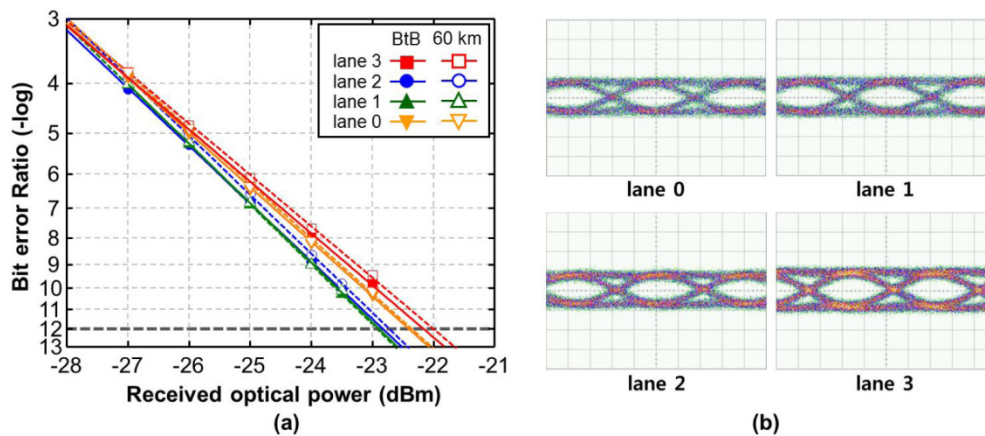 BtB 60 km
lane 3
lane 2
lane 1
lane 0
Bit error Ratio (-log)
3
4
5
6
7
8
9
10
11
12
13
-28 -27 -26 -25 -24 -23 -22 -21
Received optical power (dBm)
(a)
lane 0 lane 1
lane 2 lane 3
(b)